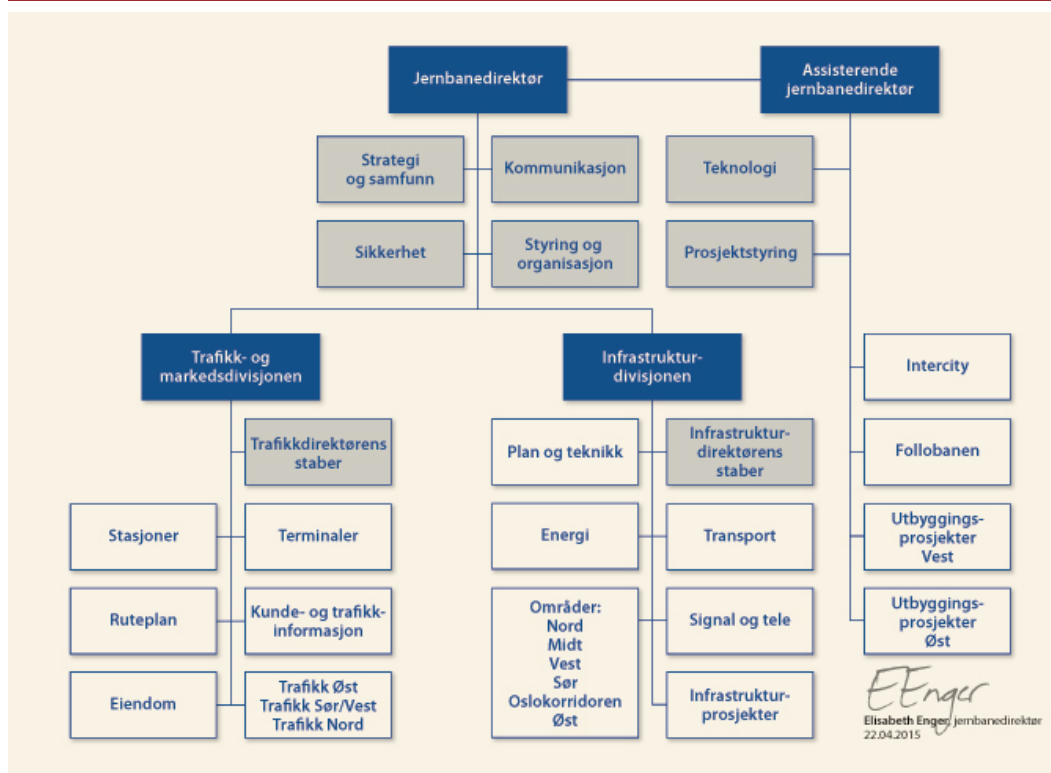 Jernbanedirektør
Assisterende
jernbanedirektør
Strategi
og samfunn
Kommunikasjon
Teknologi
Sikkerhet
Styring og
organisasjon
Prosjektstyring
Trafikk- og
markedsdivisjonen
Infrastruktur-
divisjonen
Intercity
Trafikkdirektørens
staber
Plan og teknikk
Infrastruktur-
direktørens
staber
Follobanen
Stasjoner
Terminaler
Energi
Transport
Utbyggings-
prosjekter
Vest
Ruteplan
Kunde- og trafikk-
informasjon
Områder:
Nord
Midt
Vest
Sør
Oslokorridoren
Øst
Signal og tele
Utbyggings-
prosjekter
Øst
Eiendom
Trafikk Øst
Trafikk Sør/Vest
Trafikk Nord
Infrastruktur-
prosjekter
EEnger
Elisabeth Enger, jernbanedirektør
22.04.2015